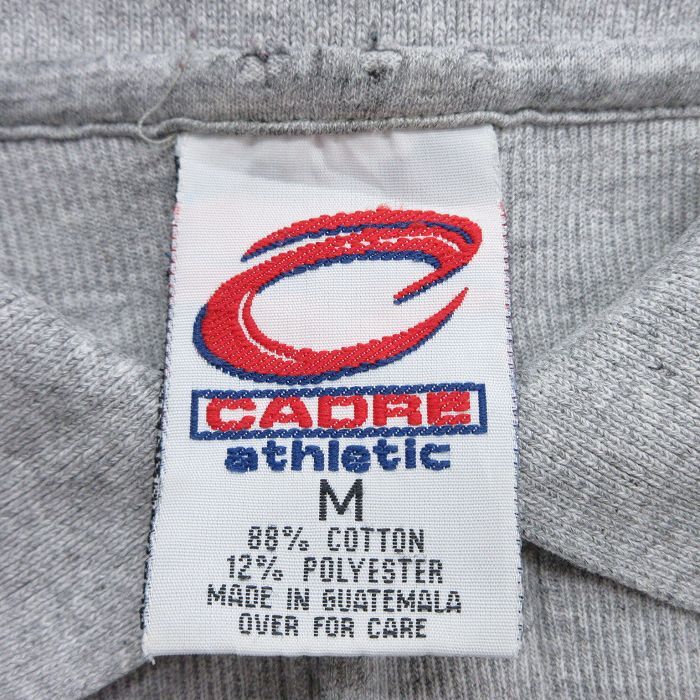 CADRE
athletic
M
88% COTTON
12% POLYESTER
MADE IN GUATEMALA
OVER FOR CARE